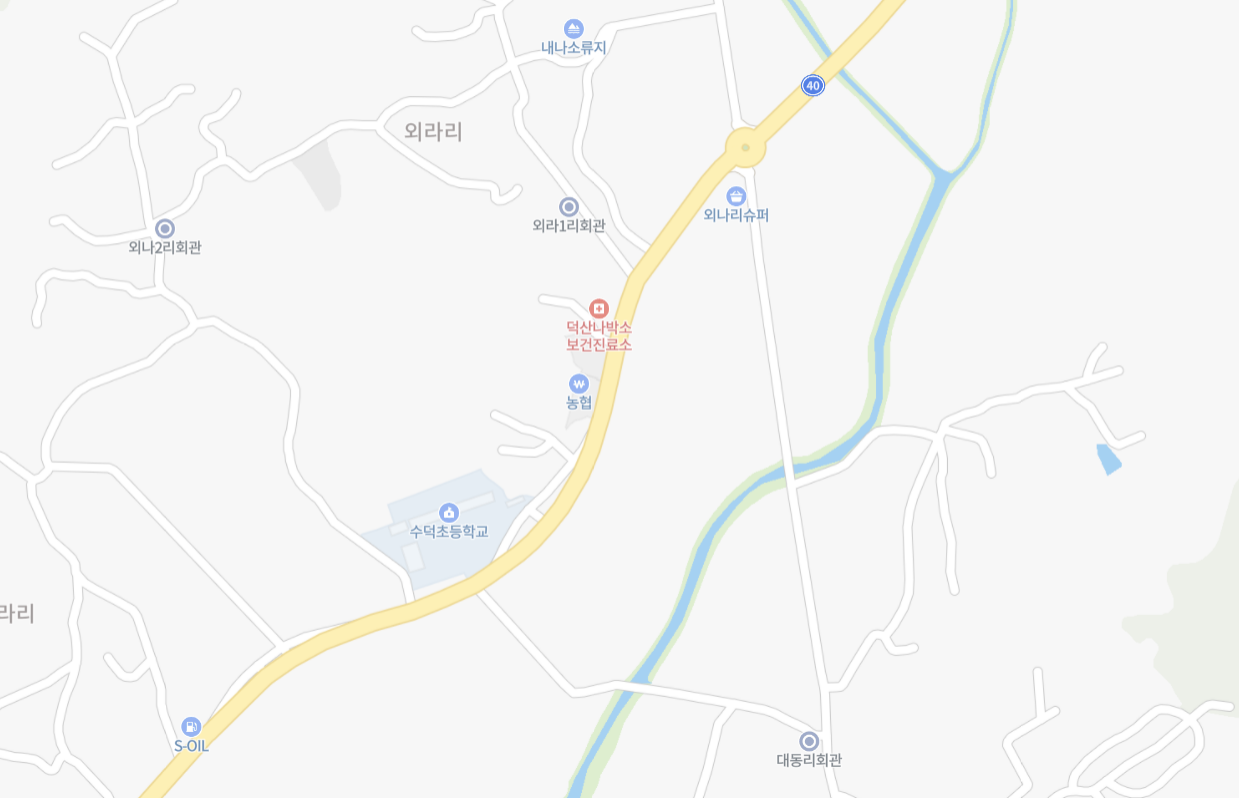 내나소류지
40
외라리
외나리슈퍼
외라1리회관
외나2리회관
덕산나박소
보건진료소
농협
수덕초등학교
라리
S-OIL
대동리회관